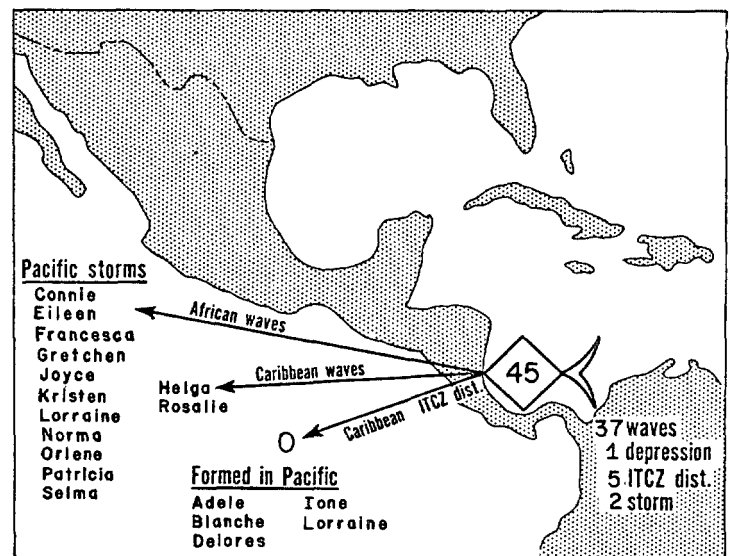 Pacific storms
Connie
Eileen
Francesca
Gretchen
Joyce
Kristen
Lorraine
Norma
Orlene
Patricia
Selma
African waves
Caribbean waves
Helga
Rosalie
Caribbean ITCZ dist.
0
45
37 waves
1 depression
5 ITCZ dist.
2 storm
Formed in Pacific
Adele Ione
Blanche Lorraine
Delores